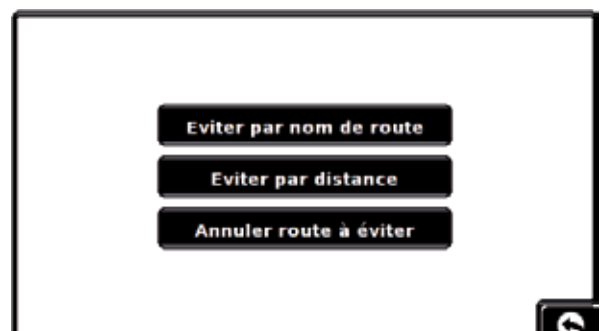 Eviter par nom de route
Eviter par distance
Annuler route à éviter